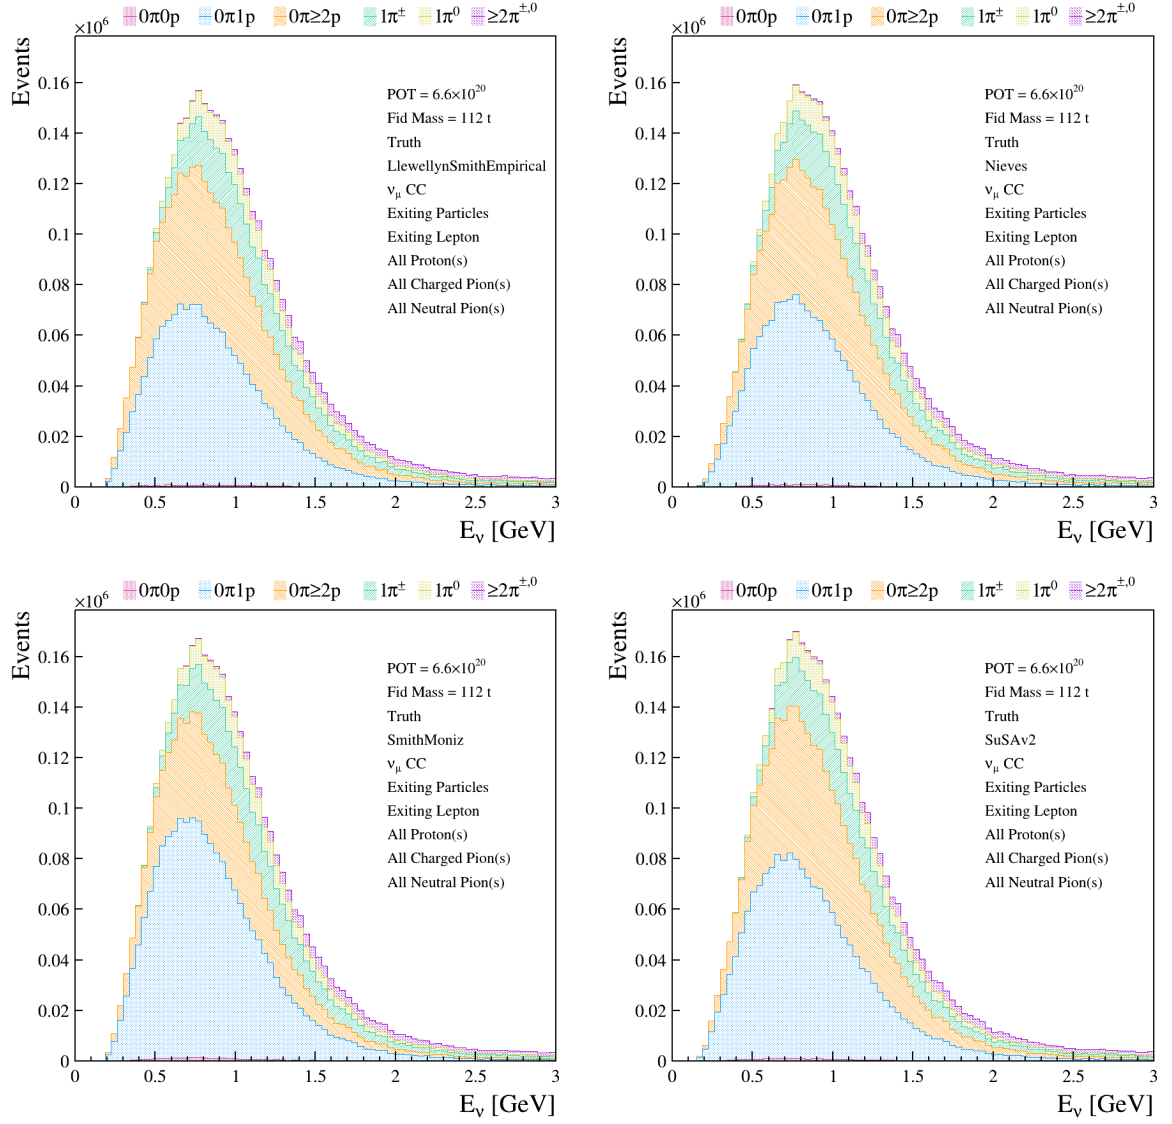 0π0p 0π1p 0π≥2p 1π± 1π⁰ ≥2π±,⁰
×10⁶
Events
0.16
0.14
0.12
0.1
0.08
0.06
0.04
0.02
0
POT = 6.6×10²⁰
Fid Mass = 112 t
Truth
LlewellynSmithEmpirical
νμ CC
Exiting Particles
Exiting Lepton
All Proton(s)
All Charged Pion(s)
All Neutral Pion(s)
0 0.5 1 1.5 2 2.5 3
Eν [GeV]
0π0p 0π1p 0π≥2p 1π± 1π⁰ ≥2π±,⁰
×10⁶
Events
0.16
0.14
0.12
0.1
0.08
0.06
0.04
0.02
0
POT = 6.6×10²⁰
Fid Mass = 112 t
Truth
Nieves
νμ CC
Exiting Particles
Exiting Lepton
All Proton(s)
All Charged Pion(s)
All Neutral Pion(s)
0 0.5 1 1.5 2 2.5 3
Eν [GeV]
0π0p 0π1p 0π≥2p 1π± 1π⁰ ≥2π±,⁰
×10⁶
Events
0.16
0.14
0.12
0.1
0.08
0.06
0.04
0.02
0
POT = 6.6×10²⁰
Fid Mass = 112 t
Truth
SmithMoniz
νμ CC
Exiting Particles
Exiting Lepton
All Proton(s)
All Charged Pion(s)
All Neutral Pion(s)
0 0.5 1 1.5 2 2.5 3
Eν [GeV]
0π0p 0π1p 0π≥2p 1π± 1π⁰ ≥2π±,⁰
×10⁶
Events
0.16
0.14
0.12
0.1
0.08
0.06
0.04
0.02
0
POT = 6.6×10²⁰
Fid Mass = 112 t
Truth
SuSAv2
νμ CC
Exiting Particles
Exiting Lepton
All Proton(s)
All Charged Pion(s)
All Neutral Pion(s)
0 0.5 1 1.5 2 2.5 3
Eν [GeV]